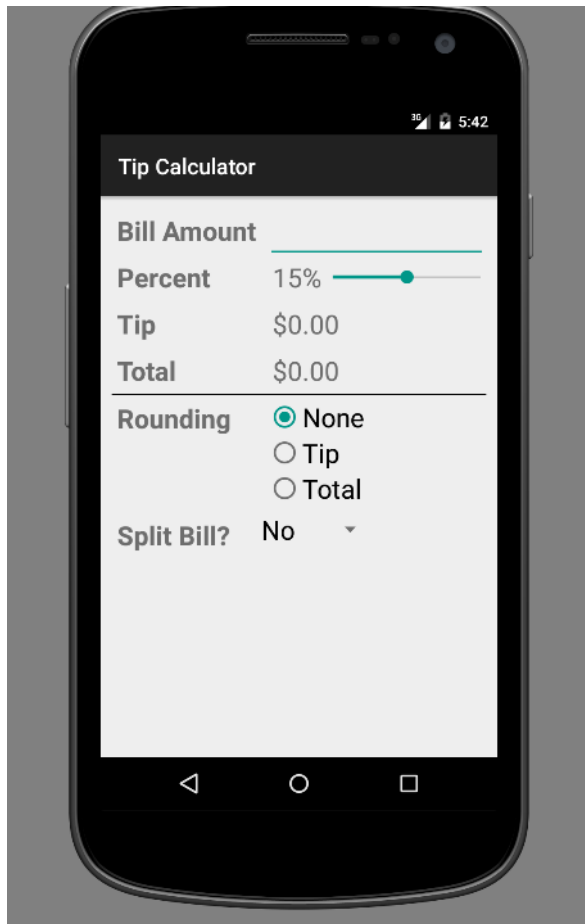 3G 5:42
Tip Calculator
Bill Amount
Percent 15%
Tip $0.00
Total $0.00
Rounding None
Tip
Total
Split Bill? No